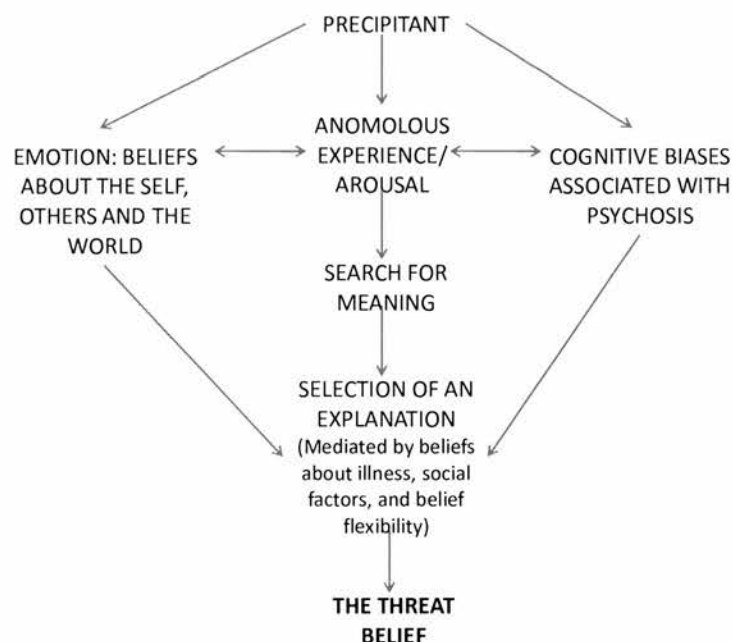 PRECIPITANT
ANOMOLOUS
EXPERIENCE/
AROUSAL
EMOTION: BELIEFS
ABOUT THE SELF,
OTHERS AND THE
WORLD
COGNITIVE BIASES
ASSOCIATED WITH
PSYCHOSIS
SEARCH FOR
MEANING
SELECTION OF AN
EXPLANATION
(Mediated by beliefs
about illness, social
factors, and belief
flexibility)
THE THREAT
BELIEF